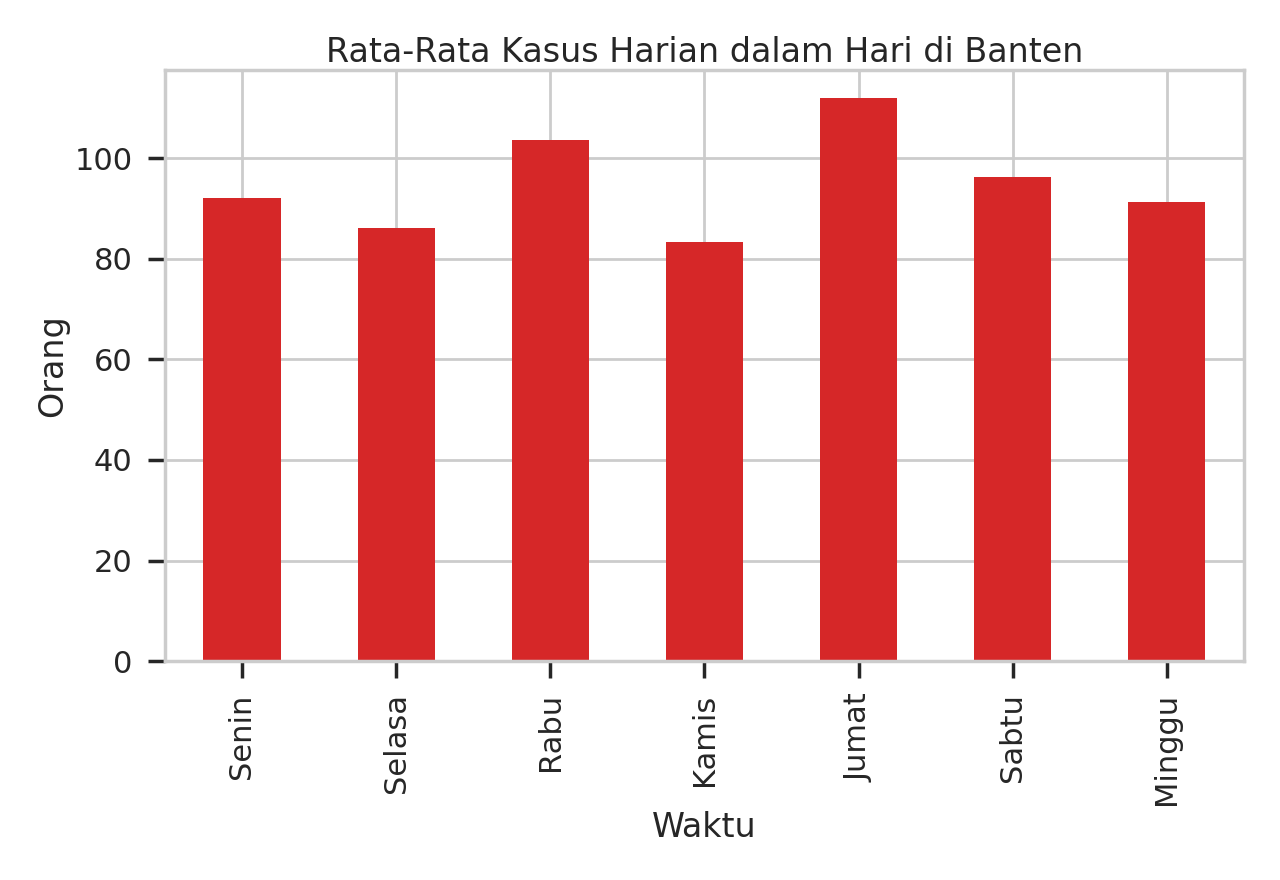 Rata-Rata Kasus Harian dalam Hari di Banten
Orang
100
80
60
40
20
0
Senin
Selasa
Rabu
Kamis
Jumat
Sabtu
Minggu
Waktu